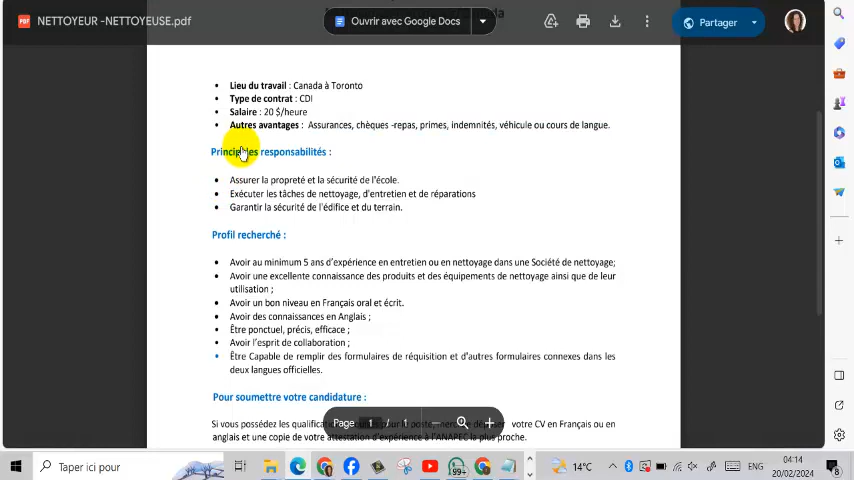 NETTOYEUR -NETTOYEUSE.pdf
Ouvrir avec Google Docs
Partager
• Lieu du travail : Canada à Toronto
• Type de contrat : CDI
• Salaire : 20 $/heure
• Autres avantages : Assurances, chèques -repas, primes, indemnités, véhicule ou cours de langue.
Principales responsabilités :
• Assurer la propreté et la sécurité de l'école.
• Exécuter les tâches de nettoyage, d'entretien et de réparations
• Garantir la sécurité de l'édifice et du terrain.
Profil recherché :
• Avoir au minimum 5 ans d'expérience en entretien ou en nettoyage dans une Société de nettoyage;
• Avoir une excellente connaissance des produits et des équipements de nettoyage ainsi que de leur
utilisation ;
• Avoir un bon niveau en Français oral et écrit.
• Avoir des connaissances en Anglais ;
• Être ponctuel, précis, efficace ;
• Avoir l'esprit de collaboration ;
• Être Capable de remplir des formulaires de réquisition et d'autres formulaires connexes dans les
deux langues officielles.
Pour soumettre votre candidature :
Si vous possédez les votre CV en Français ou en
anglais et une copie de votre attestation d'expérience à l'ANAPEC la plus proche.
Page 1 / 1
Taper ici pour
99+
14°C
ENG
04:14
20/02/2024
8